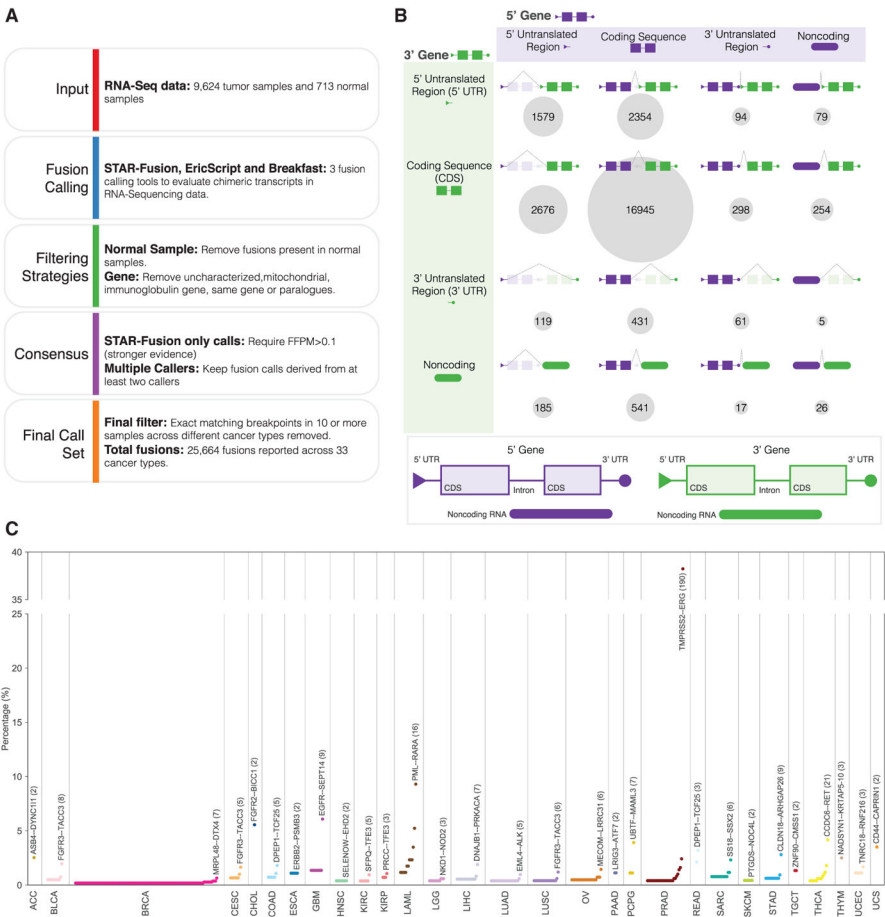 A
Input
RNA-Seq data: 9,624 tumor samples and 713 normal
samples
Fusion
Calling
STAR-Fusion, EricScript and Breakfast: 3 fusion
calling tools to evaluate chimeric transcripts in
RNA-Sequencing data.
Filtering
Strategies
Normal Sample: Remove fusions present in normal
samples.
Gene: Remove uncharacterized,mitochondrial,
immunoglobulin gene, same gene or paralogues.
Consensus
STAR-Fusion only calls: Require FFPM>0.1
(stronger evidence)
Multiple Callers: Keep fusion calls derived from at
least two callers
Final Call
Set
Final filter: Exact matching breakpoints in 10 or more
samples across different cancer types removed.
Total fusions: 25,664 fusions reported across 33
cancer types.
B
5' Gene
5' Untranslated
Region
Coding Sequence
3' Untranslated
Region
Noncoding
3' Gene
5' Untranslated
Region (5' UTR)
1579 2354 94 79
Coding Sequence
(CDS)
2676 16945 298 254
3' Untranslated
Region (3' UTR)
119 431 61 5
Noncoding
185 541 17 26
5' Gene
5' UTR
3' UTR
CDS
Intron
CDS
Noncoding RNA
3' Gene
5' UTR
3' UTR
CDS
Intron
CDS
Noncoding RNA
C
Percentage (%)
40
35
25
20
15
10
5
0
ASB4–DYNC1I1 (2)
FGFR3–TACC3 (8)
MRPL48–DTX4 (7)
FGFR3–TACC3 (5)
FGFR2–BICC1 (2)
DPEP1–TCF25 (5)
ERBB2–PSMB3 (2)
EGFR–SEPT14 (9)
SELENOW–EHD2 (2)
SFPQ–TFE3 (5)
PRCC–TFE3 (3)
PML–RARA (16)
NKD1–NOD2 (3)
DNAJB1–PRKACA (7)
EML4–ALK (5)
FGFR3–TACC3 (6)
MECOM–LRRC31 (6)
LRIG3–ATF7 (2)
UBTF–MAML3 (7)
TMPRSS2–ERG (190)
DPEP1–TCF25 (3)
SS18–SSX2 (6)
PTGDS–NOC4L (2)
CLDN18–ARHGAP26 (9)
ZNF90–CMSS1 (2)
CCDC6–RET (21)
NADSYN1–KRTAP5-10 (3)
TNRC18–RNF216 (3)
CD44–CAPRIN1 (2)
ACC
BLCA
BRCA
CESC
CHOL
COAD
ESCA
GBM
HNSC
KIRC
KIRP
LAML
LGG
LIHC
LUAD
LUSC
OV
PAAD
PCPG
PRAD
READ
SARC
SKCM
STAD
TGCT
THCA
THYM
UCEC
UCS